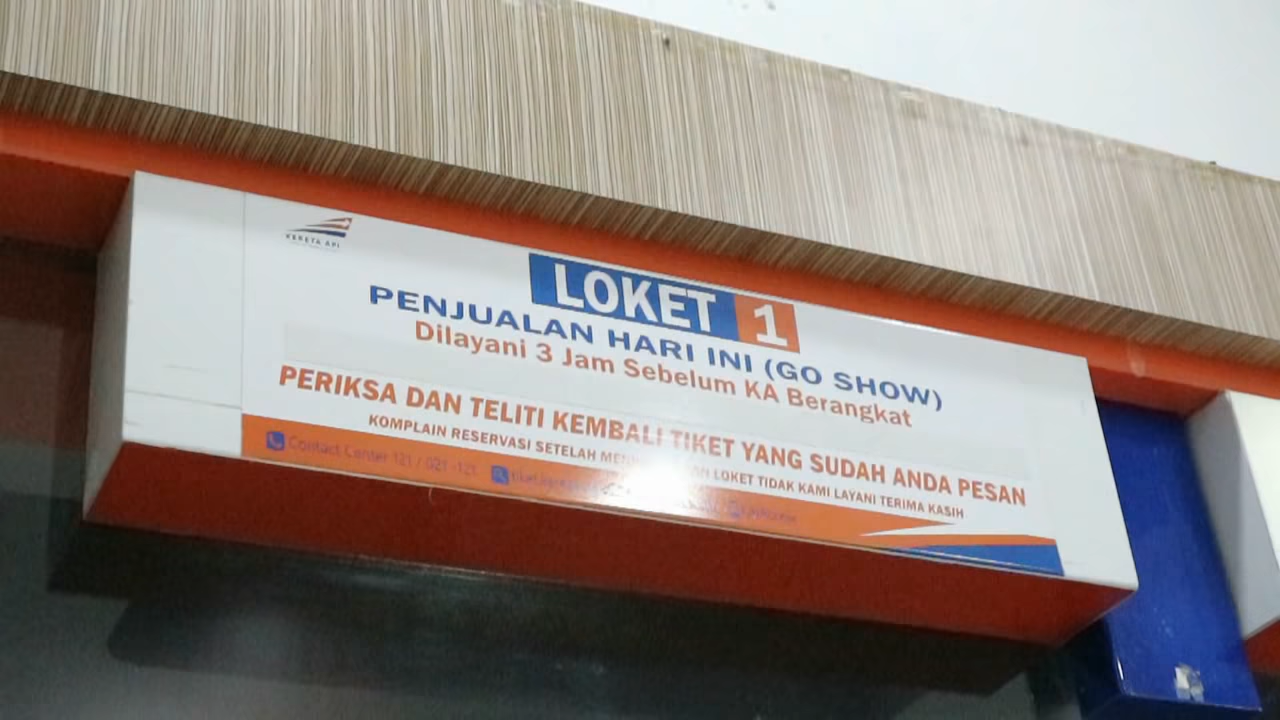 KERETA API
LOKET 1
PENJUALAN HARI INI (GO SHOW)
Dilayani 3 Jam Sebelum KA Berangkat
PERIKSA DAN TELITI KEMBALI TIKET YANG SUDAH ANDA PESAN
KOMPLAIN RESERVASI SETELAH LOKET TIDAK KAMI LAYANI TERIMA KASIH
Contact Center 121 / 021 -121